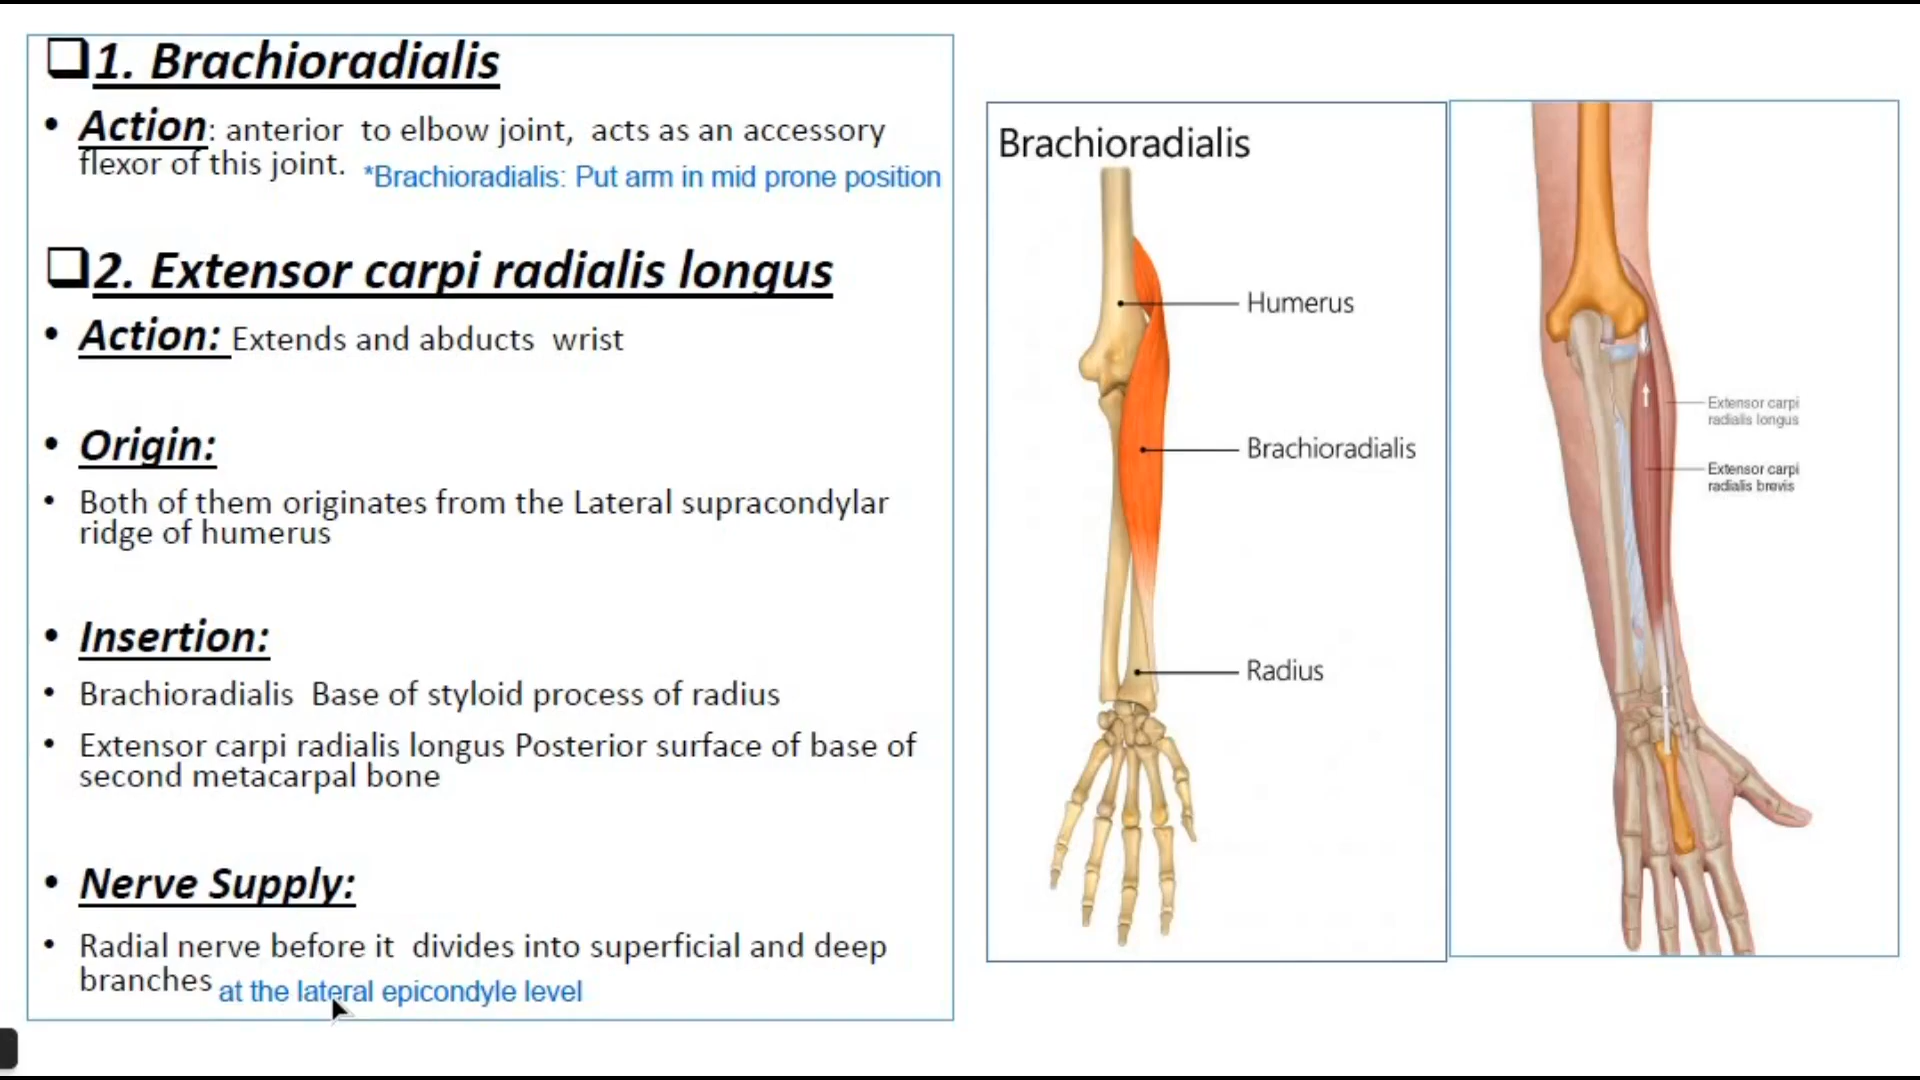 ❑1. Brachioradialis
• Action: anterior to elbow joint, acts as an accessory
flexor of this joint. *Brachioradialis: Put arm in mid prone position
❑2. Extensor carpi radialis longus
• Action: Extends and abducts wrist
• Origin:
• Both of them originates from the Lateral supracondylar
ridge of humerus
• Insertion:
• Brachioradialis Base of styloid process of radius
• Extensor carpi radialis longus Posterior surface of base of
second metacarpal bone
• Nerve Supply:
• Radial nerve before it divides into superficial and deep
branches at the lateral epicondyle level
Brachioradialis
Humerus
Brachioradialis
Radius
Extensor carpi
radialis longus
Extensor carpi
radialis brevis